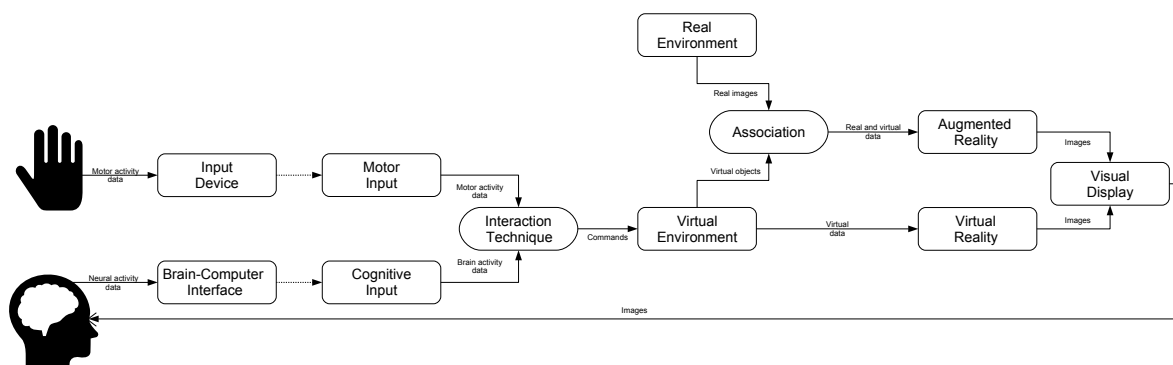 Real
Environment
Real images
Association
Real and virtual
data
Augmented
Reality
Images
Motor activity
data
Input
Device
Motor
Input
Motor activity
data
Virtual objects
Visual
Display
Interaction
Technique
Commands
Virtual
Environment
Virtual
data
Virtual
Reality
Images
Neural activity
data
Brain-Computer
Interface
Cognitive
Input
Brain activity
data
Images